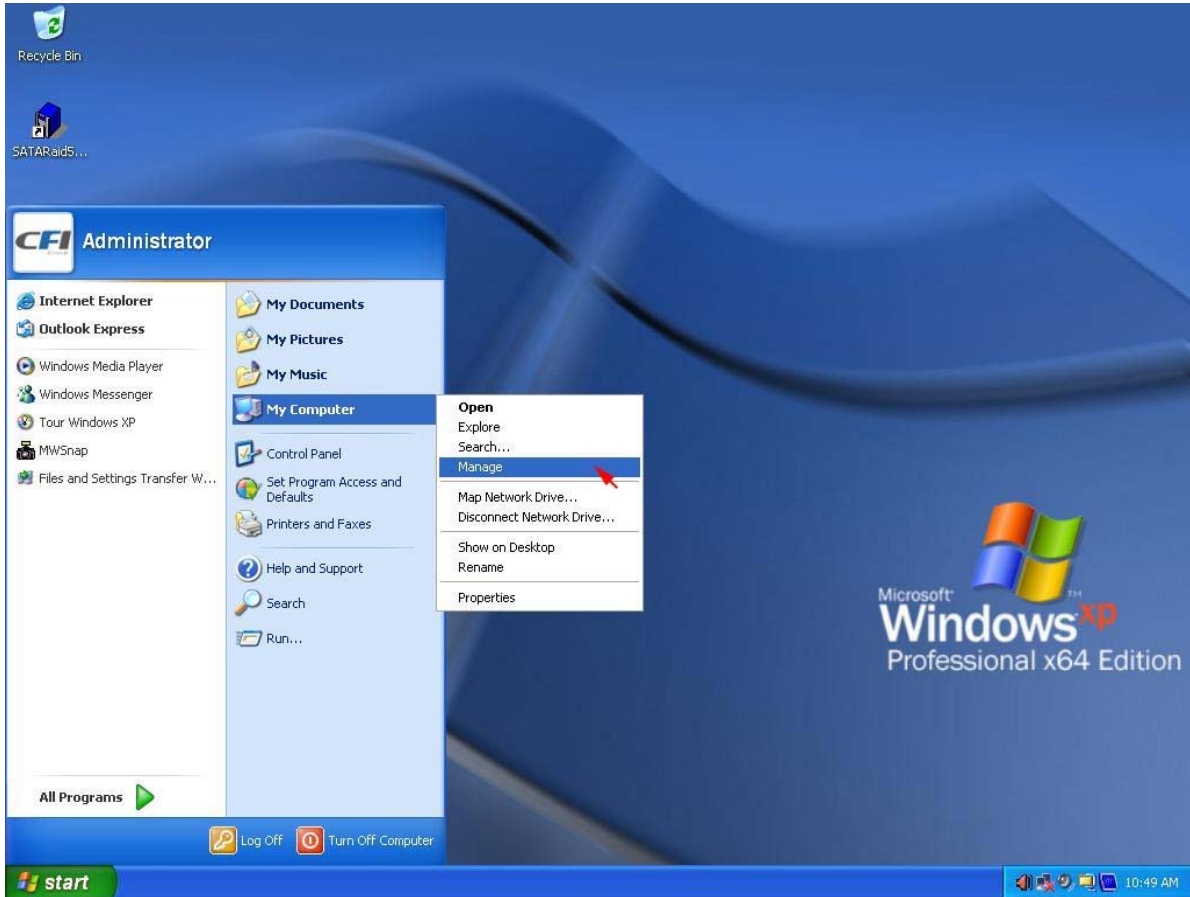 Recycle Bin
SATARaid5...
CFI
Administrator
Internet Explorer
Outlook Express
Windows Media Player
Windows Messenger
Tour Windows XP
MWSnap
Files and Settings Transfer W...
All Programs
My Documents
My Pictures
My Music
My Computer
Control Panel
Set Program Access and
Defaults
Printers and Faxes
Help and Support
Search
Run...
Log Off
Turn Off Computer
Open
Explore
Search...
Manage
Map Network Drive...
Disconnect Network Drive...
Show on Desktop
Rename
Properties
Microsoft
Windows xp
TM
Professional x64 Edition
start
10:49 AM